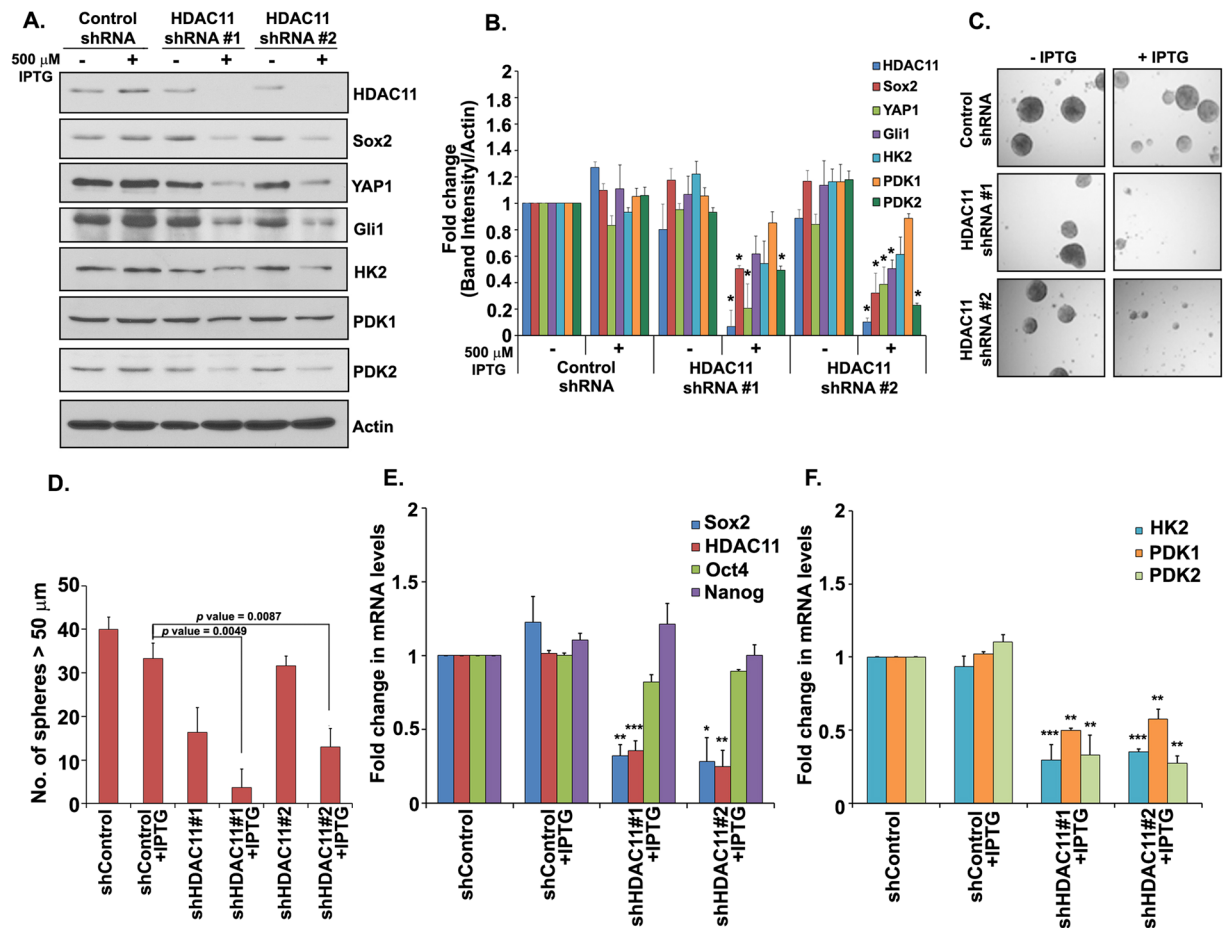 A.
Control shRNA
HDAC11 shRNA #1
HDAC11 shRNA #2
500 μM IPTG
- + - + - +
HDAC11
Sox2
YAP1
Gli1
HK2
PDK1
PDK2
Actin
B.
Fold change
(Band Intensityl/Actin)
2
1.8
1.6
1.4
1.2
1
0.8
0.6
0.4
0.2
0
HDAC11
Sox2
YAP1
Gli1
HK2
PDK1
PDK2
* * * *
* * * * *
500 μM IPTG
- + - + - +
Control shRNA
HDAC11 shRNA #1
HDAC11 shRNA #2
C.
- IPTG
+ IPTG
Control shRNA
HDAC11 shRNA #1
HDAC11 shRNA #2
D.
No. of spheres > 50 μm
50
40
30
20
10
0
p value = 0.0087
p value = 0.0049
shControl
shControl +IPTG
shHDAC11#1
shHDAC11#1 +IPTG
shHDAC11#2
shHDAC11#2 +IPTG
E.
Fold change in mRNA levels
2
1.5
1
0.5
0
Sox2
HDAC11
Oct4
Nanog
** ***
* **
shControl
shControl +IPTG
shHDAC11#1 +IPTG
shHDAC11#2 +IPTG
F.
Fold change in mRNA levels
2
1.5
1
0.5
0
HK2
PDK1
PDK2
*** ** **
*** ** **
shControl
shControl +IPTG
shHDAC11#1 +IPTG
shHDAC11#2 +IPTG